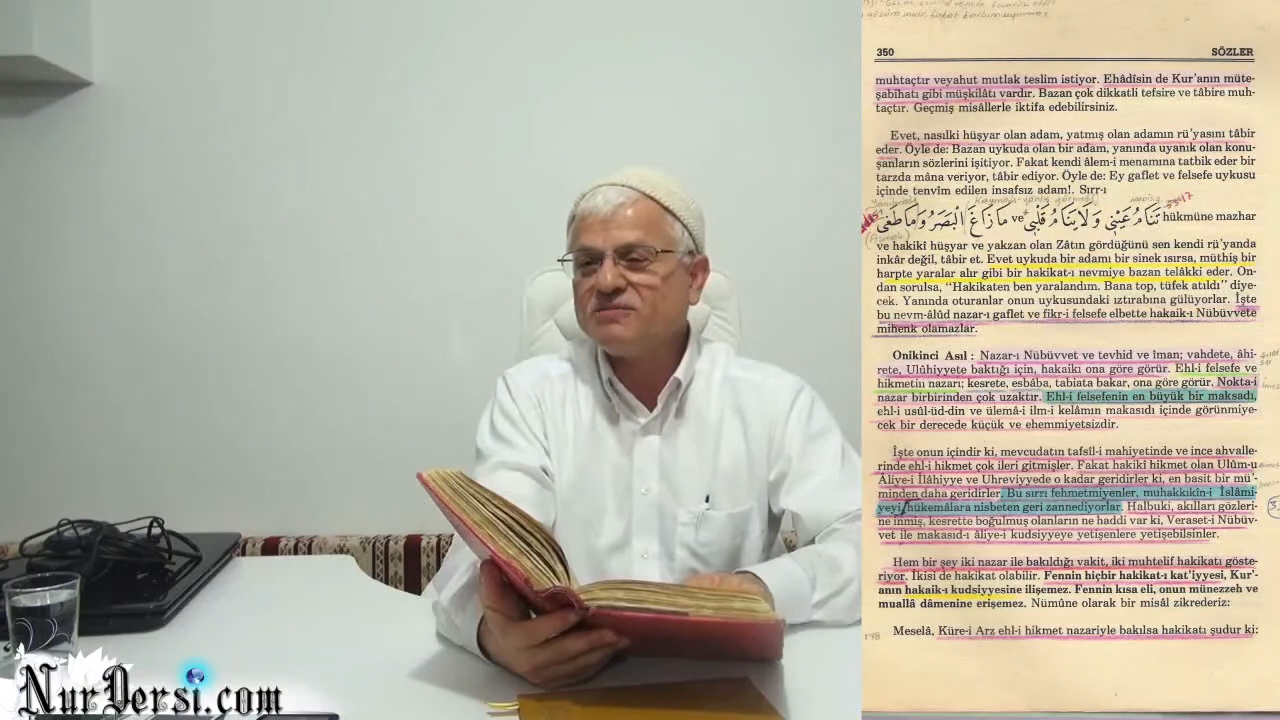 350 SÖZLER
muhtaçtır veyahut mutlak teslim istiyor. Ehâdîsin de Kur'anın müte-
şabihatı gibi müşkilâtı vardır. Bazan çok dikkatli tefsire ve tâbire muh-
taçtır. Geçmiş misâllerle iktifa edebilirsiniz.
Evet, nasılki hüşyar olan adam, yatmış olan adamın rü'yasını tâbir
eder. Öyle de: Bazan uykuda olan bir adam, yanında uyanık olan konu-
şanların sözlerini işitiyor. Fakat kendi âlem-i menamına tatbik eder bir
tarzda mâna veriyor, tâbir ediyor. Öyle de: Ey gaflet ve felsefe uykusu
içinde tenvîm edilen insafsız adam!. Sırr-ı
مَا زَاغَ الْبَصَرُ وَمَا طَغٰى ve تَنَامُ عَيْنٖى وَلَا يَنَامُ قَلْبٖى hükmüne mazhar
ve hakikî hüşyar ve yakzan olan Zâtın gördüğünü sen kendi rü'yanda
inkâr değil, tâbir et. Evet uykuda bir adamı bir sinek ısırsa, müthiş bir
harpte yaralar alır gibi bir hakikat-ı nevmiye bazan telâkki eder. On-
dan sorulsa, "Hakikaten ben yaralandım. Bana top, tüfek atıldı" diye-
cek. Yanında oturanlar onun uykusundaki ıztırabına gülüyorlar. İşte
bu nevm-âlûd nazar-ı gaflet ve fikr-i felsefe elbette hakaik-ı Nübüvvete
mihenk olamazlar.
Onikinci Asıl : Nazar-ı Nübüvvet ve tevhid ve îman; vahdete, âhi-
rete, Ulûhiyyete baktığı için, hakaikı ona göre görür. Ehl-i felsefe ve
hikmetin nazarı; kesrete, esbâba, tabiata bakar, ona göre görür. Nokta-i
nazar birbirinden çok uzaktır. Ehl-i felsefenin en büyük bir maksadı,
ehl-i usûl-üd-din ve ülemâ-i ilm-i kelâmın makasıdı içinde görünmiye-
cek bir derecede küçük ve ehemmiyetsizdir.
İşte onun içindir ki, mevcudatın tafsîl-i mahiyetinde ve ince ahvalle-
rinde ehl-i hikmet çok ileri gitmişler. Fakat hakikî hikmet olan Ulûm-u
Âliye-i İlâhiyye ve Uhreviyyede o kadar geridirler ki, en basit bir mü'-
minden daha geridirler. Bu sırrı fehmetmiyenler, muhakkikîn-i İslâmi-
yeyi hükemâlara nisbeten geri zannediyorlar. Halbuki, akılları gözleri-
ne inmiş, kesrette boğulmuş olanların ne haddi var ki, Veraset-i Nübüv-
vet ile makasıd-ı âliye-i kudsiyyeye yetişenlere yetişebilsinler.
Hem bir şey iki nazar ile bakıldığı vakit, iki muhtelif hakikatı göste-
riyor. İkisi de hakikat olabilir. Fennin hiçbir hakikat-ı kat'iyyesi, Kur'-
anın hakaik-ı kudsiyyesine ilişemez. Fennin kısa eli, onun münezzeh ve
muallâ dâmenine erişemez. Nümûne olarak bir misâl zikrederiz:
Meselâ, Küre-i Arz ehl-i hikmet nazariyle bakılsa hakikatı şudur ki:
NurDersi.com